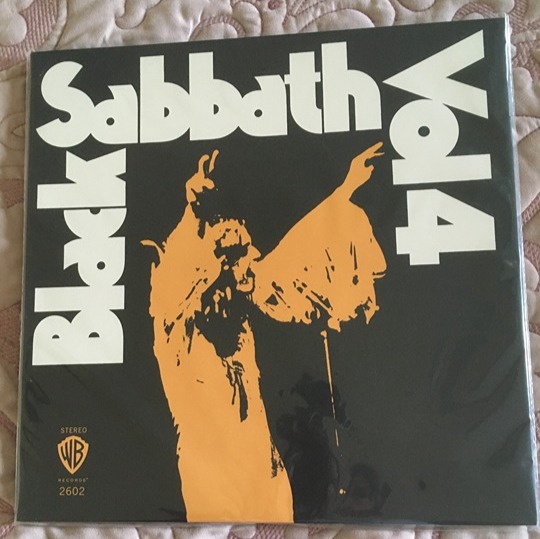 Black
Sabbath
Vol 4
STEREO
WB
RECORDS
2602